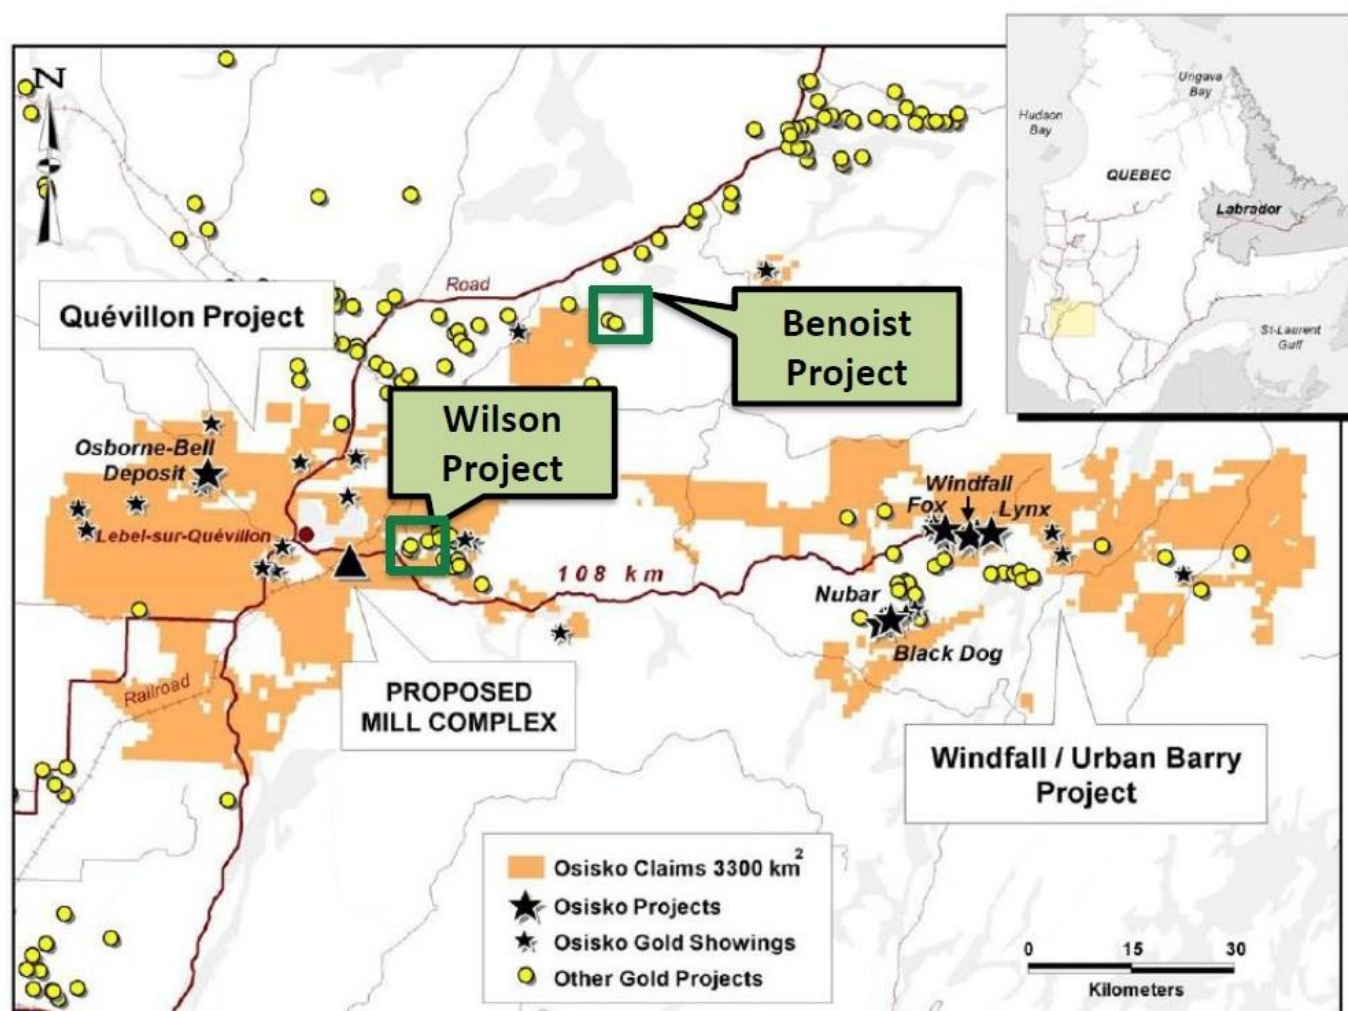 N
Ungava
Bay
Hudson
Bay
QUEBEC
Labrador
St-Laurent
Gulf
Road
Quévillon Project
Benoist
Project
Wilson
Project
Osborne-Bell
Deposit
Windfall
Fox
Lynx
Lebel-sur-Quévillon
108 km
Nubar
Black Dog
Railroad
PROPOSED
MILL COMPLEX
Windfall / Urban Barry
Project
Osisko Claims 3300 km²
Osisko Projects
Osisko Gold Showings
Other Gold Projects
0 15 30
Kilometers